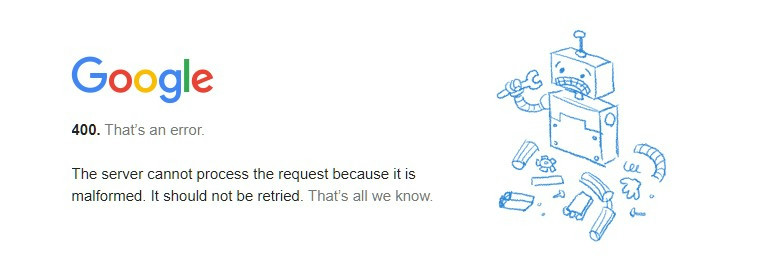 Google
400. That's an error.
The server cannot process the request because it is
malformed. It should not be retried. That's all we know.